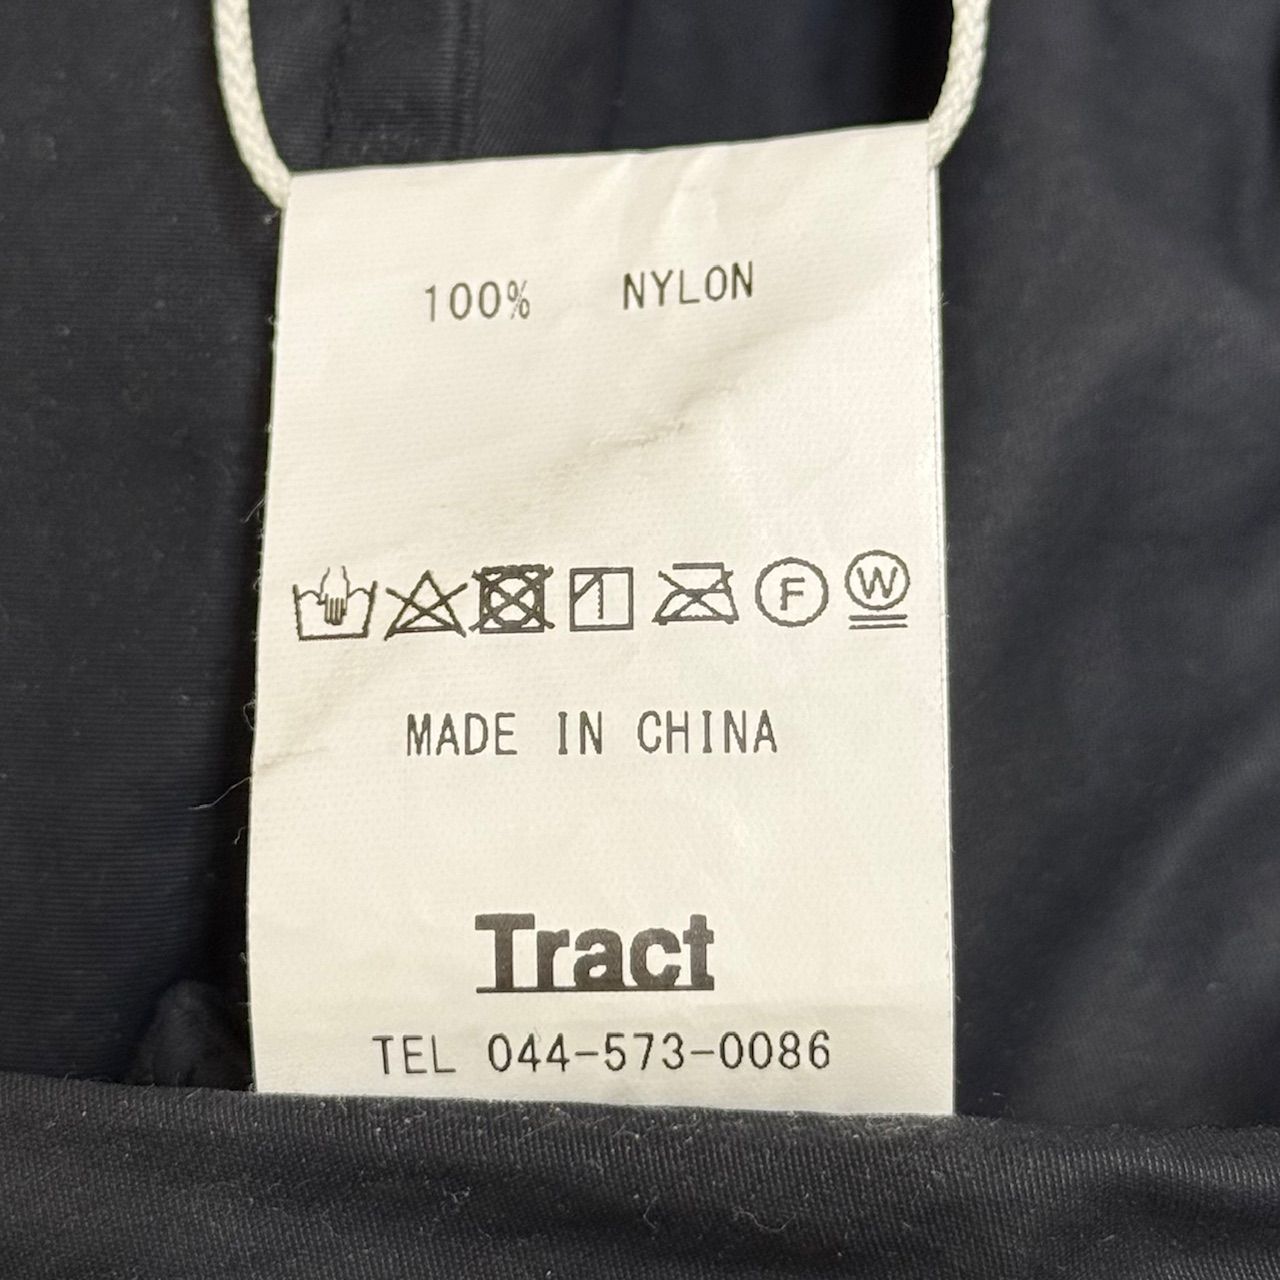 100% NYLON
F W
MADE IN CHINA
Tract
TEL 044-573-0086